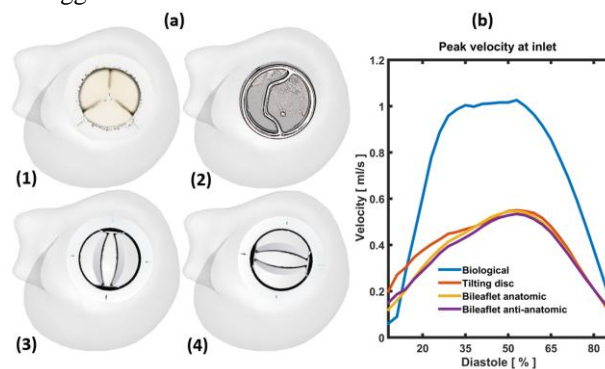 (a)
(b)
(1)
(2)
(3)
(4)
Peak velocity at inlet
Velocity [ ml/s ]
1.2
1
0.8
0.6
0.4
0.2
0
Biological
Tilting disc
Bileaflet anatomic
Bileaflet anti-anatomic
20 35 50 65 80
Diastole [ % ]